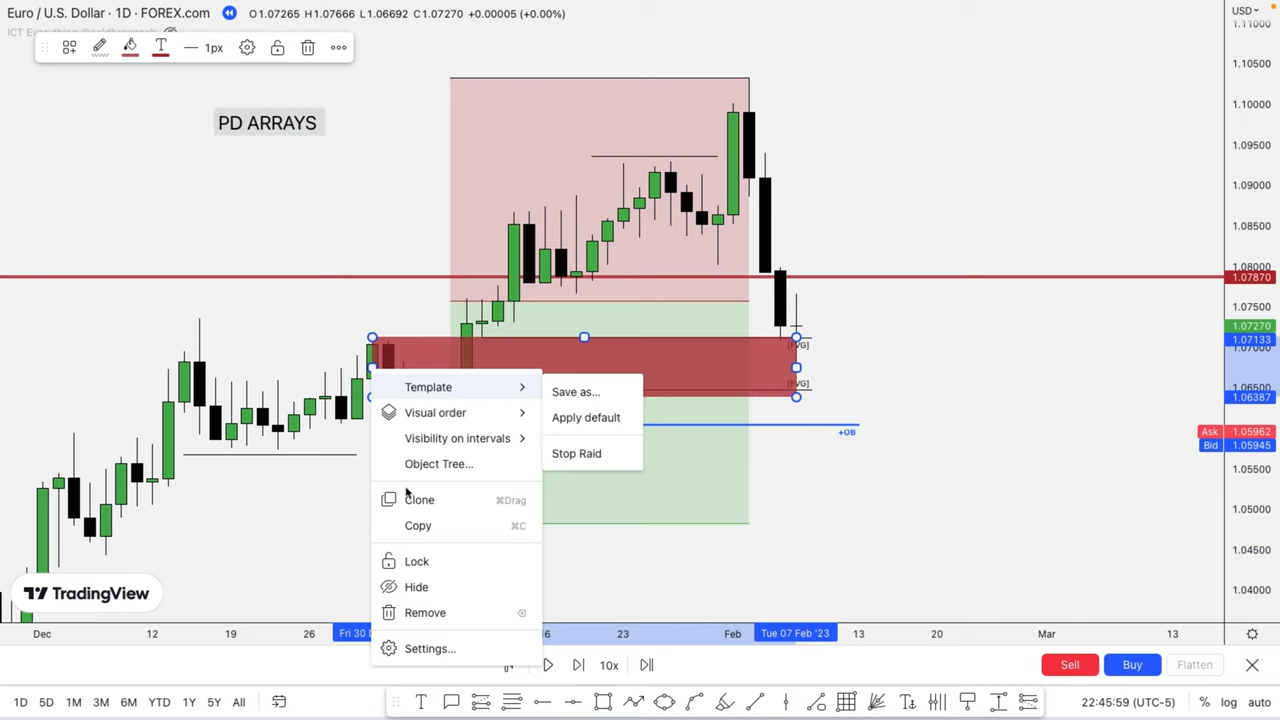 Euro / U.S. Dollar · 1D · FOREX.com O1.07265 H1.07666 L1.06692 C1.07270 +0.00005 (+0.00%)
USD
1px
PD ARRAYS
1.11000
1.10500
1.10000
1.09500
1.09000
1.08500
1.08000
1.07870
1.07500
1.07270
1.07133
1.06387
Ask 1.05962
Bid 1.05945
1.05500
1.05000
1.04500
1.04000
[FVG]
[FVG]
+OB
Template
Visual order
Visibility on intervals
Object Tree...
Clone ⌘Drag
Copy ⌘C
Lock
Hide
Remove
Settings...
Save as...
Apply default
Stop Raid
TradingView
Dec 12 19 26 Fri 30 16 23 Feb Tue 07 Feb '23 13 20 Mar 13
10x
Sell Buy Flatten
1D 5D 1M 3M 6M YTD 1Y 5Y All
22:45:59 (UTC-5) % log auto